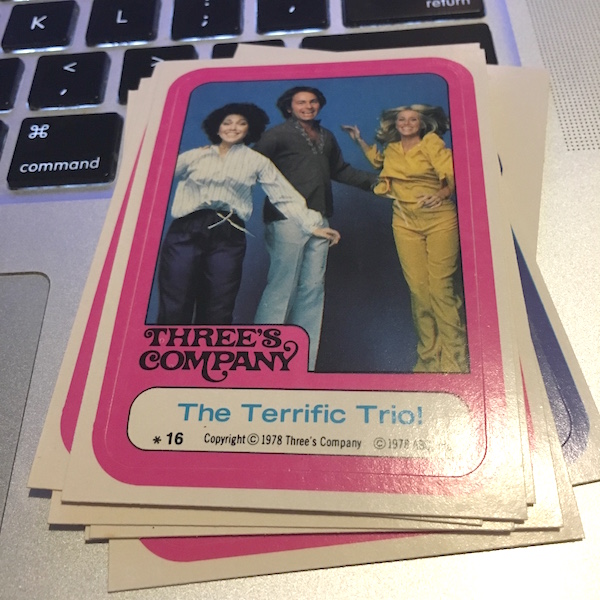 return
K
L
:
;
"
'
<
,
>
.
⌘
command
THREE'S
COMPANY
The Terrific Trio!
* 16 Copyright © 1978 Three's Company © 1978